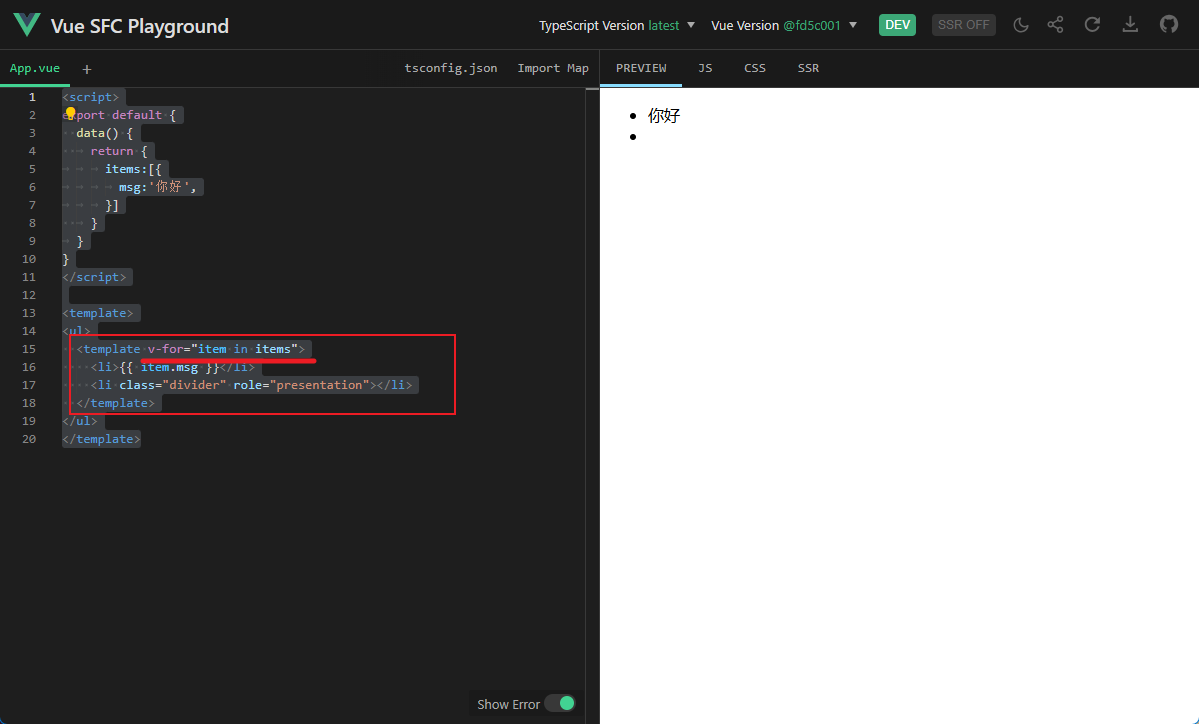 Vue SFC Playground
TypeScript Version latest Vue Version @fd5c001 DEV SSR OFF
App.vue + tsconfig.json Import Map
PREVIEW JS CSS SSR
1 <script>
2 export default {
3 data() {
4 return {
5 items:[{
6 msg:'你好',
7 }]
8 }
9 }
10 }
11 </script>
12
13 <template>
14 <ul>
15 <template v-for="item in items">
16 <li>{{ item.msg }}</li>
17 <li class="divider" role="presentation"></li>
18 </template>
19 </ul>
20 </template>
Show Error
你好